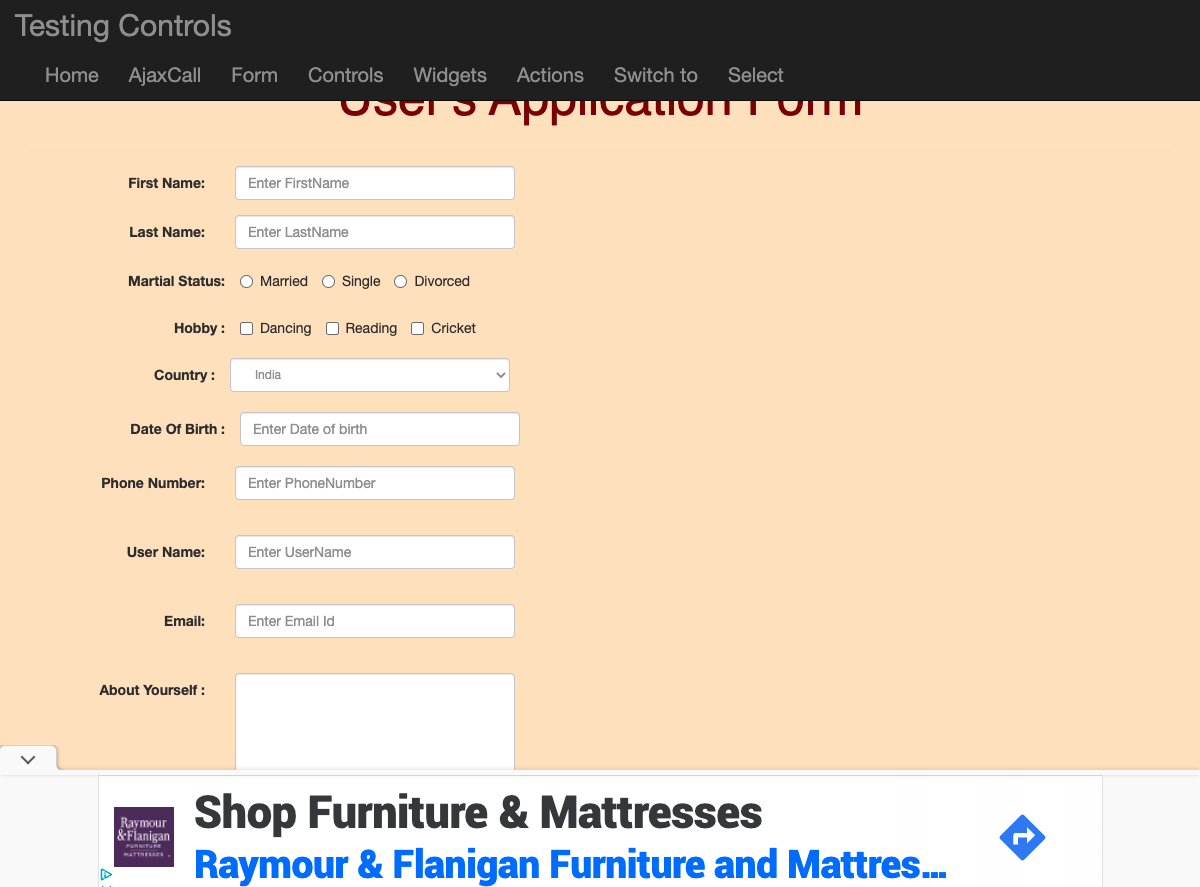 Testing Controls
Home AjaxCall Form Controls Widgets Actions Switch to Select
User's Application Form
First Name: Enter FirstName
Last Name: Enter LastName
Martial Status: Married Single Divorced
Hobby : Dancing Reading Cricket
Country : India
Date Of Birth : Enter Date of birth
Phone Number: Enter PhoneNumber
User Name: Enter UserName
Email: Enter Email Id
About Yourself :
Shop Furniture & Mattresses
Raymour
&Flanigan
FURNITURE
MATTRESSES
Raymour & Flanigan Furniture and Mattres...